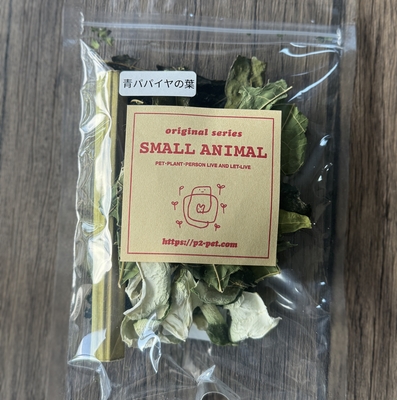 青パパイヤの葉
original series
SMALL ANIMAL
PET・PLANT・PERSON LIVE AND LET-LIVE
https://p2-pet.com